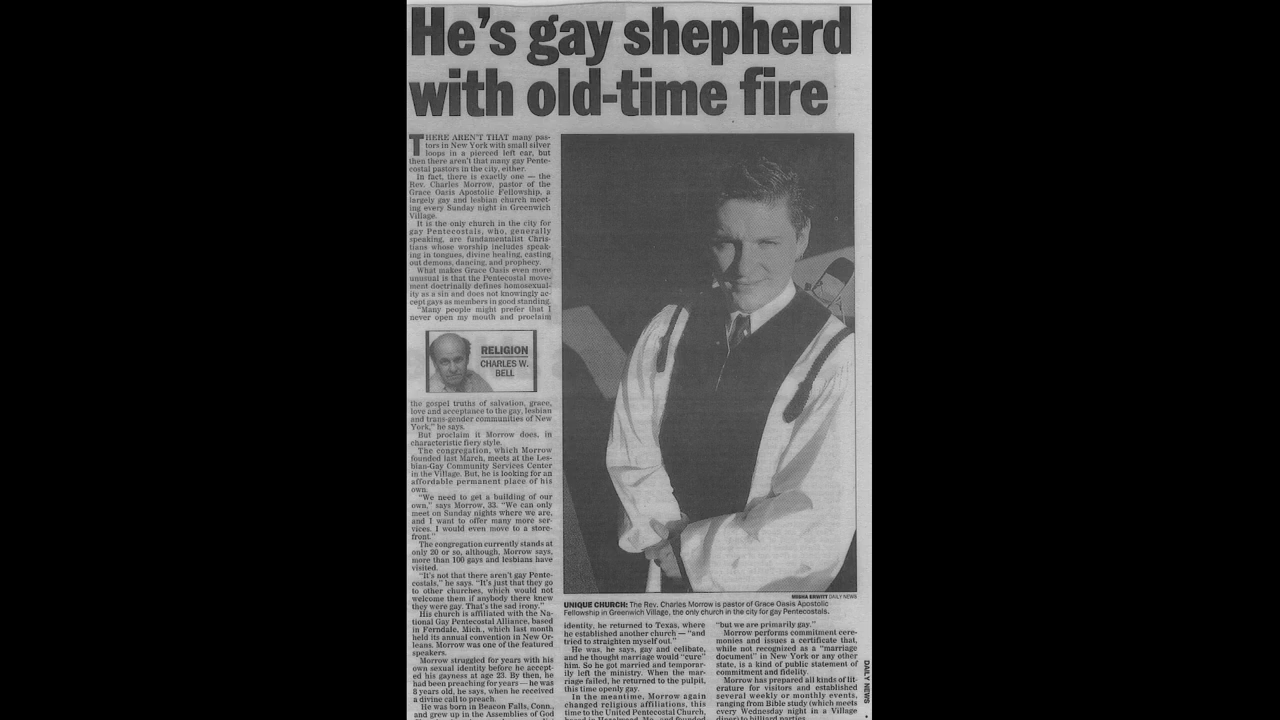 He's gay shepherd
with old-time fire
THERE AREN'T THAT many pas-
tors in New York with small silver
loops in a pierced left ear, but
then there aren't that many gay Pente-
costal pastors in the city, either.
In fact, there is exactly one — the
Rev. Charles Morrow, pastor of the
Grace Oasis Apostolic Fellowship, a
largely gay and lesbian church meet-
ing every Sunday night in Greenwich
Village.
It is the only church in the city for
gay Pentecostals, who, generally
speaking, are fundamentalist Chris-
tians whose worship includes speak-
ing in tongues, divine healing, casting
out demons, dancing, and prophecy.
What makes Grace Oasis even more
unusual is that the Pentecostal move-
ment doctrinally defines homosexual-
ity as a sin and does not knowingly ac-
cept gays as members in good standing.
"Many people might prefer that I
never open my mouth and proclaim
RELIGION
CHARLES W.
BELL
the gospel truths of salvation, grace,
love and acceptance to the gay, lesbian
and trans-gender communities of New
York," he says.
But proclaim it Morrow does, in
characteristic fiery style.
The congregation, which Morrow
founded last March, meets at the Les-
bian-Gay Community Services Center
in the Village. But, he is looking for an
affordable permanent place of his
own.
"We need to get a building of our
own," says Morrow, 33. "We can only
meet on Sunday nights where we are,
and I want to offer many more ser-
vices. I would even move to a store-
front."
The congregation currently stands at
only 20 or so, although, Morrow says,
more than 100 gays and lesbians have
visited.
"It's not that there aren't gay Pente-
costals," he says. "It's just that they go
to other churches, which would not
welcome them if anybody there knew
they were gay. That's the sad irony."
His church is affiliated with the Na-
tional Gay Pentecostal Alliance, based
in Ferndale, Mich., which last month
held its annual convention in New Or-
leans. Morrow was one of the featured
speakers.
Morrow struggled for years with his
own sexual identity before he accept-
ed his gayness at age 23. By then, he
had been preaching for years — he was
8 years old, he says, when he received
a divine call to preach.
He was born in Beacon Falls, Conn.,
and grew up in the Assemblies of God
MISHA ERWITT DAILY NEWS
UNIQUE CHURCH: The Rev. Charles Morrow is pastor of Grace Oasis Apostolic
Fellowship in Greenwich Village, the only church in the city for gay Pentecostals.
identity, he returned to Texas, where
he established another church — "and
tried to straighten myself out."
He was, he says, gay and celibate,
and he thought marriage would "cure"
him. So he got married and temporar-
ily left the ministry. When the mar-
riage failed, he returned to the pulpit,
this time openly gay.
In the meantime, Morrow again
changed religious affiliations, this
time to the United Pentecostal Church,
based in Hazelwood, Mo., and founded
"but we are primarily gay."
Morrow performs commitment cere-
monies and issues a certificate that,
while not recognized as a "marriage
document" in New York or any other
state, is a kind of public statement of
commitment and fidelity.
Morrow has prepared all kinds of lit-
erature for visitors and established
several weekly or monthly events,
ranging from Bible study (which meets
every Wednesday night in a Village
diner) to billiard parties.
DAILY NEWS